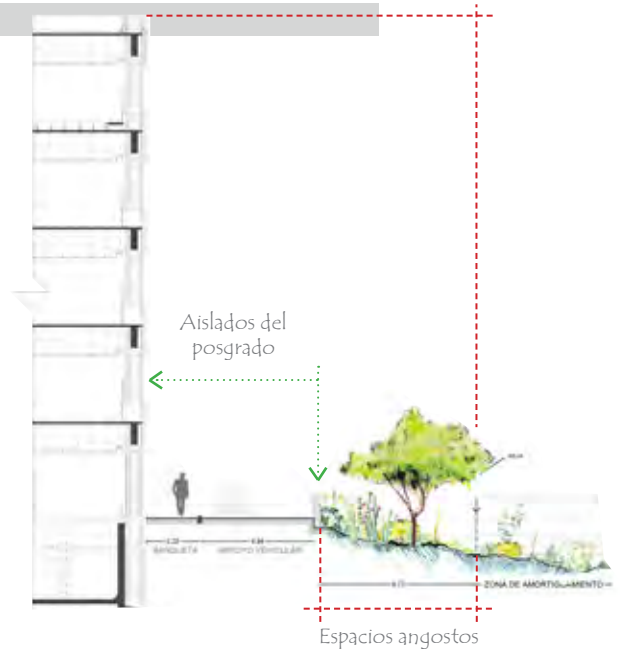 Aislados del
posgrado
BANQUETA
ARROYO VEHICULAR
ZONA DE AMORTIGUAMIENTO
Espacios angostos